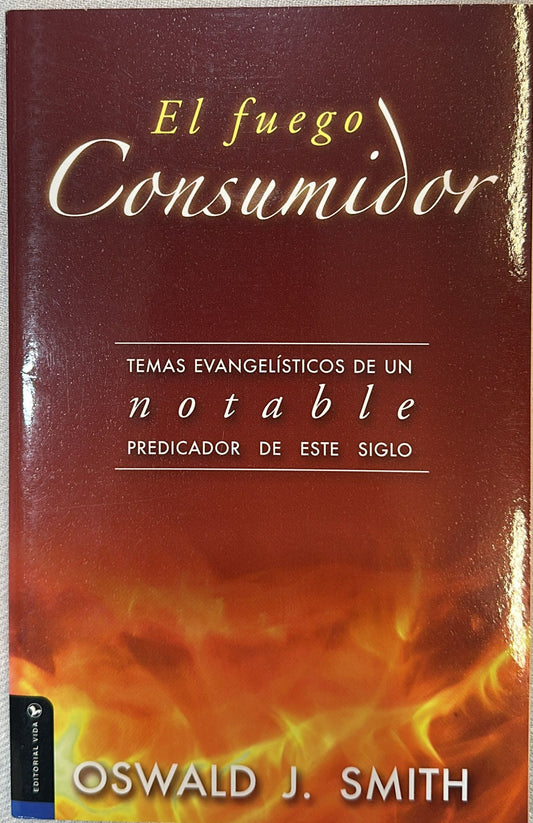 El fuego
Consumidor
TEMAS EVANGELÍSTICOS DE UN
notable
PREDICADOR DE ESTE SIGLO
EDITORIAL VIDA
OSWALD J. SMITH